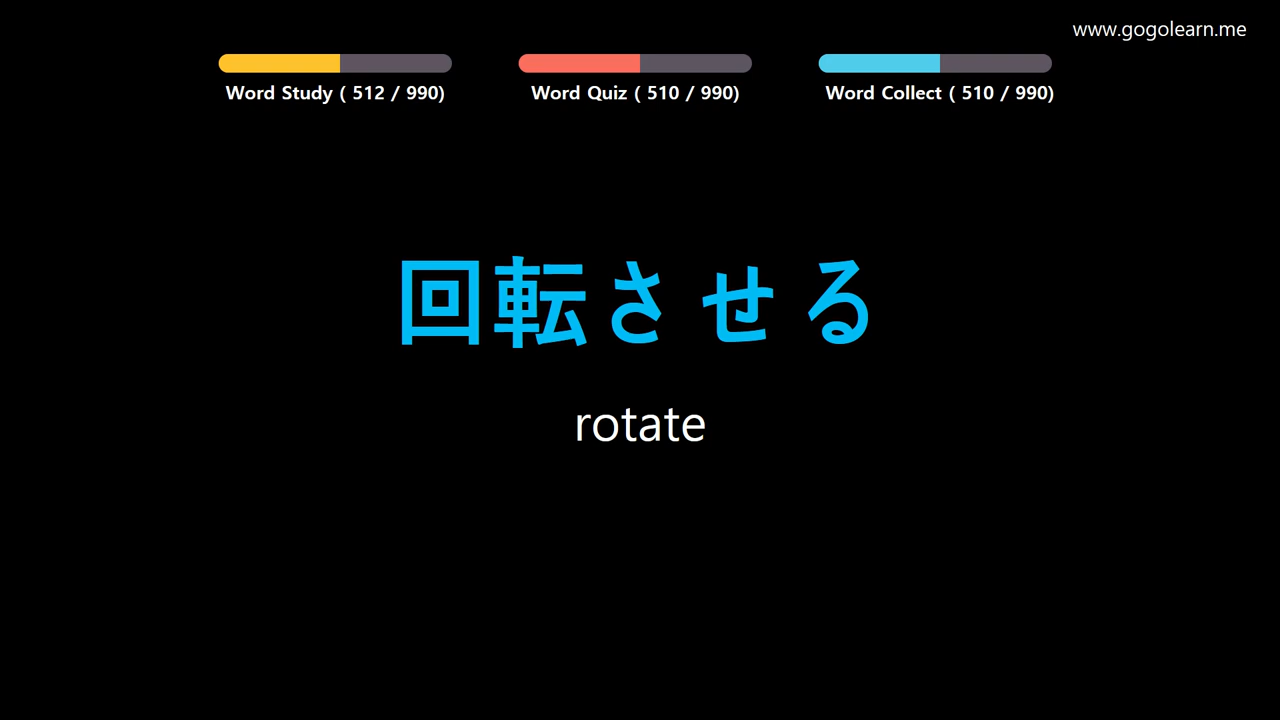 www.gogolearn.me
Word Study ( 512 / 990)
Word Quiz ( 510 / 990)
Word Collect ( 510 / 990)
回転させる
rotate